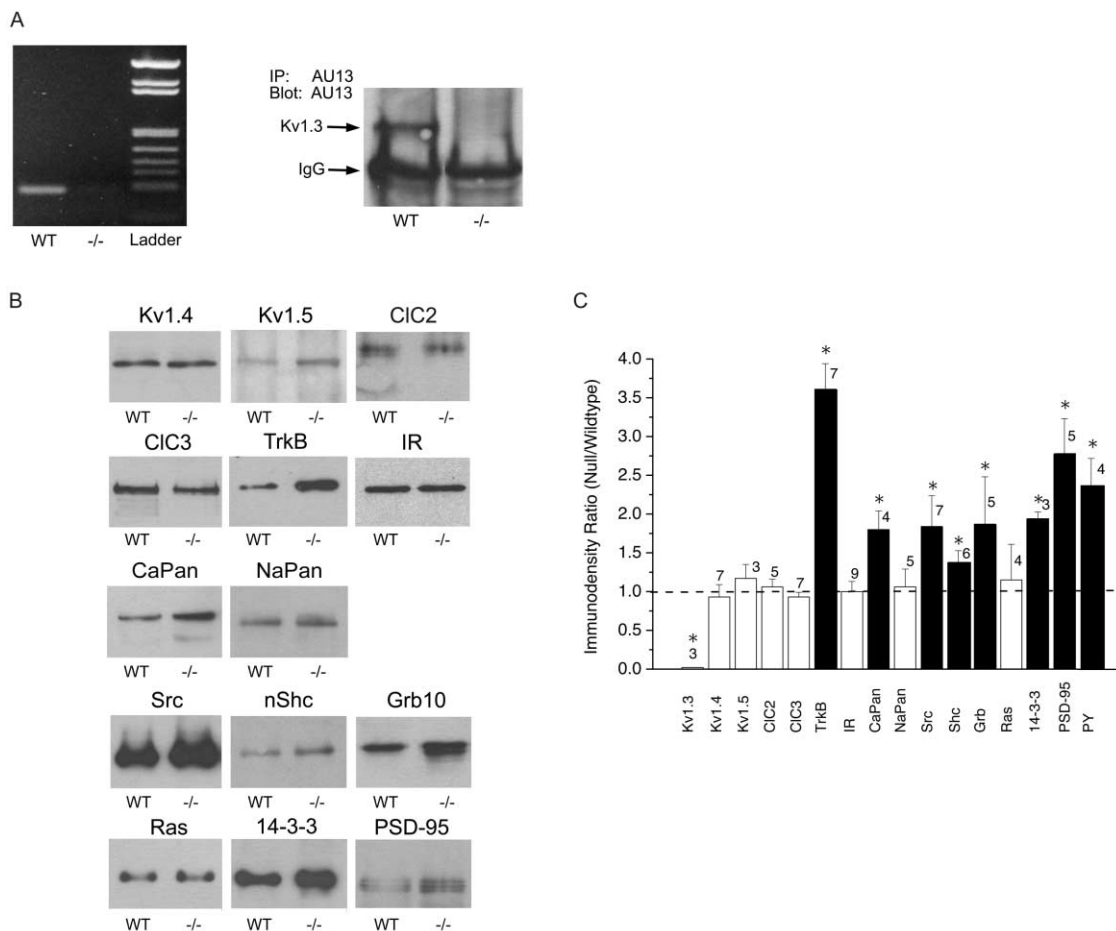 A
IP: AU13
Blot: AU13
Kv1.3
IgG
WT -/- Ladder
WT -/-
B
Kv1.4 Kv1.5 ClC2
WT -/- WT -/- WT -/-
ClC3 TrkB IR
WT -/- WT -/- WT -/-
CaPan NaPan
WT -/- WT -/-
Src nShc Grb10
WT -/- WT -/- WT -/-
Ras 14-3-3 PSD-95
WT -/- WT -/- WT -/-
C
Immunodensity Ratio (Null/Wildtype)
4.0
3.5
3.0
2.5
2.0
1.5
1.0
0.5
0.0
* 3
7
3
5
7
* 7
9
* 4
5
* 7
* 6
* 5
4
* 3
* 5
* 4
Kv1.3
Kv1.4
Kv1.5
ClC2
ClC3
TrkB
IR
CaPan
NaPan
Src
Shc
Grb
Ras
14-3-3
PSD-95
PY